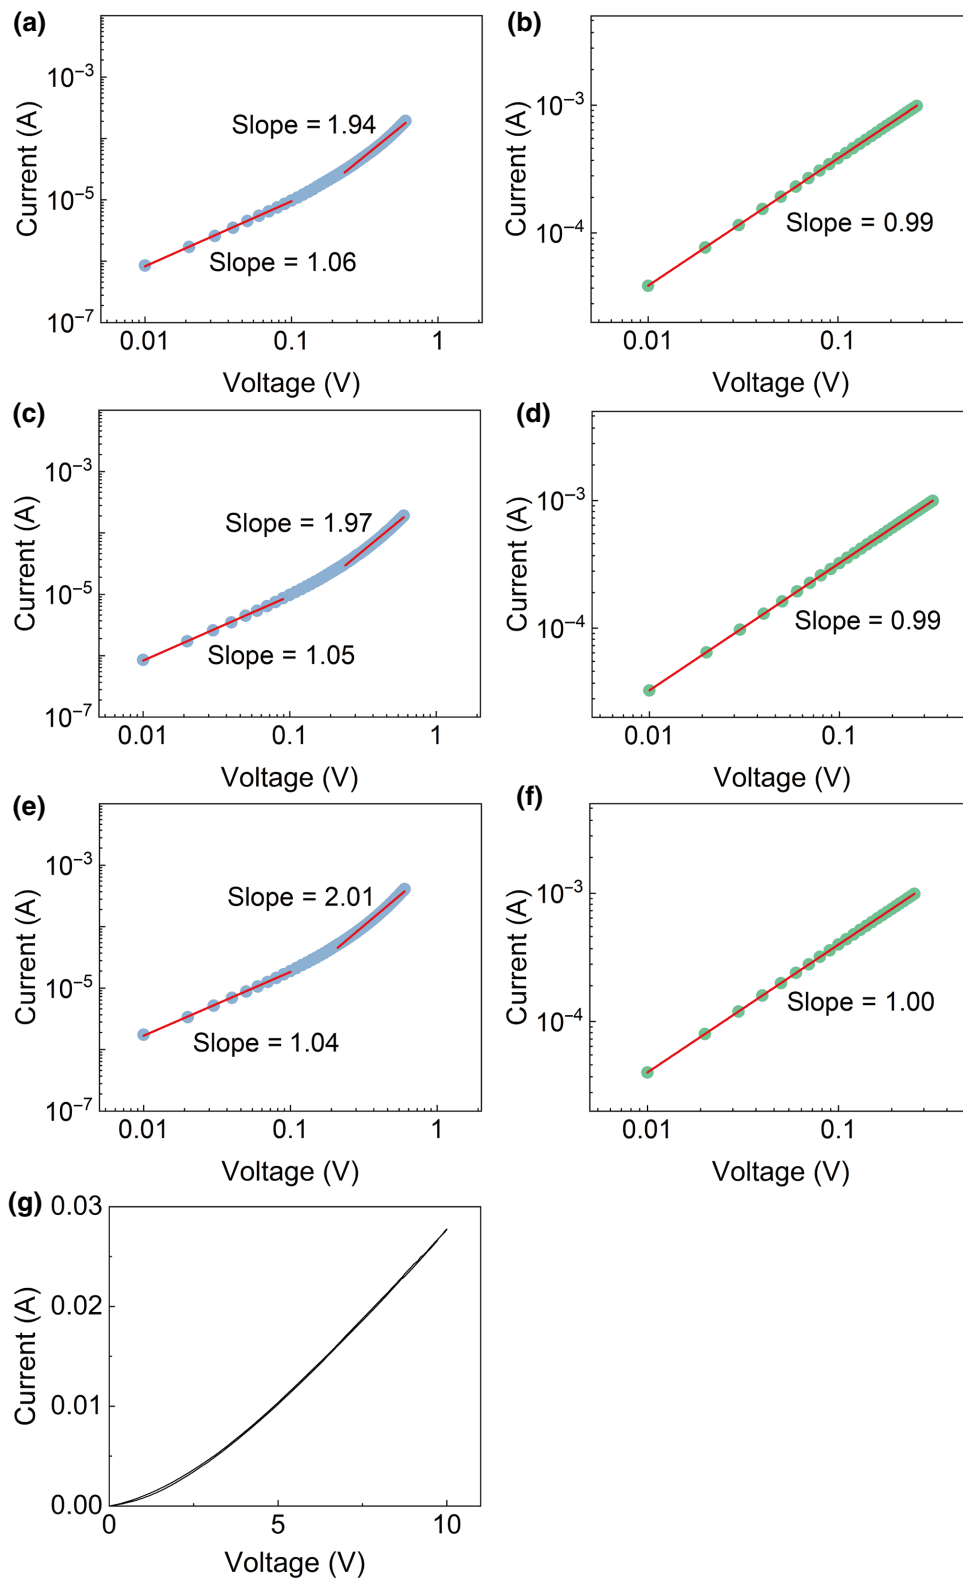 (a)
10⁻³
10⁻⁵
10⁻⁷
Current (A)
Slope = 1.94
Slope = 1.06
0.01 0.1 1
Voltage (V)
(b)
10⁻³
10⁻⁴
Current (A)
Slope = 0.99
0.01 0.1
Voltage (V)
(c)
10⁻³
10⁻⁵
10⁻⁷
Current (A)
Slope = 1.97
Slope = 1.05
0.01 0.1 1
Voltage (V)
(d)
10⁻³
10⁻⁴
Current (A)
Slope = 0.99
0.01 0.1
Voltage (V)
(e)
10⁻³
10⁻⁵
10⁻⁷
Current (A)
Slope = 2.01
Slope = 1.04
0.01 0.1 1
Voltage (V)
(f)
10⁻³
10⁻⁴
Current (A)
Slope = 1.00
0.01 0.1
Voltage (V)
(g)
0.03
0.02
0.01
0.00
Current (A)
0 5 10
Voltage (V)